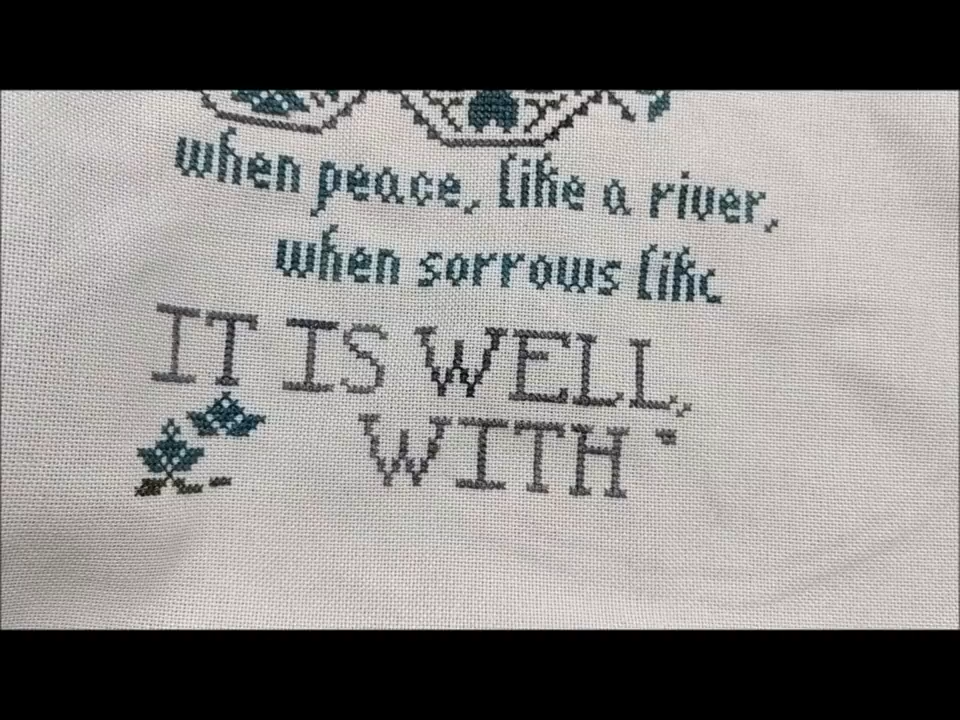 when peace, like a river,
when sorrows like
IT IS WELL,
WITH